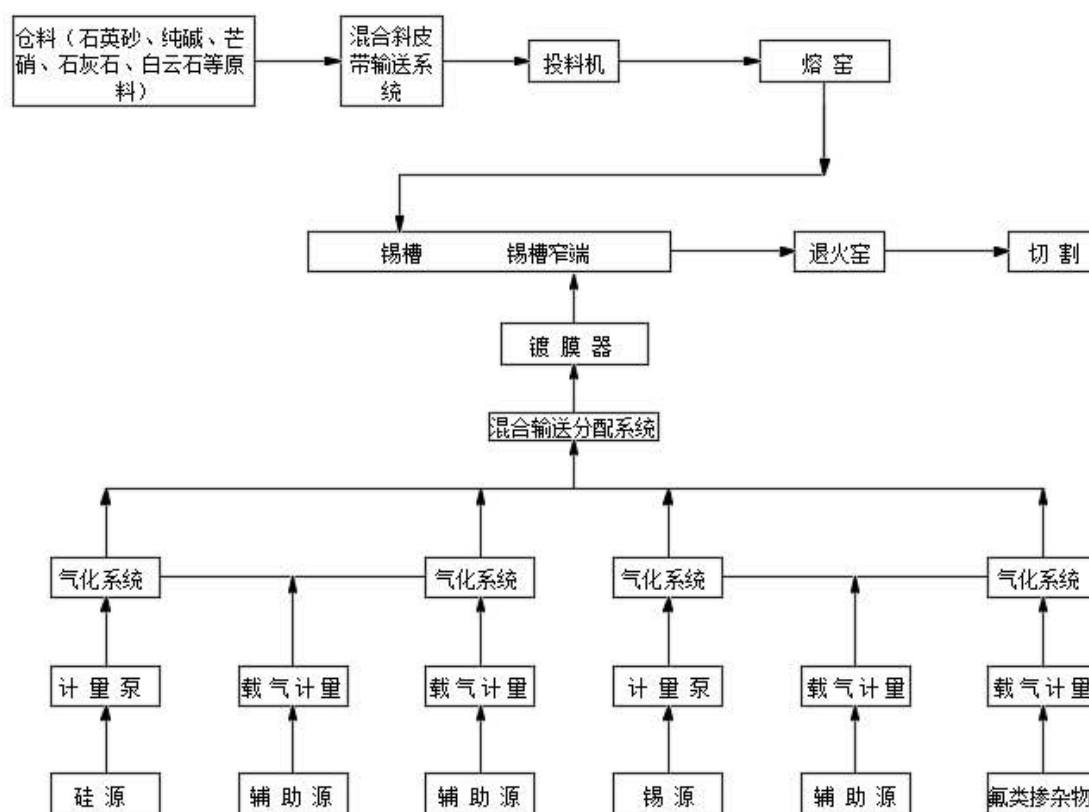 仓料（石英砂、纯碱、芒
硝、石灰石、白云石等原
料）
混合斜皮
带输送系
统
投料机
熔 窑
锡槽 锡槽窄端
退火窑
切 割
镀 膜 器
混合输送分配系统
气化系统
气化系统
气化系统
气化系统
计 量 泵
载气计量
载气计量
计 量 泵
载气计量
载气计量
硅 源
辅 助 源
辅 助 源
锡 源
辅 助 源
氟类掺杂物